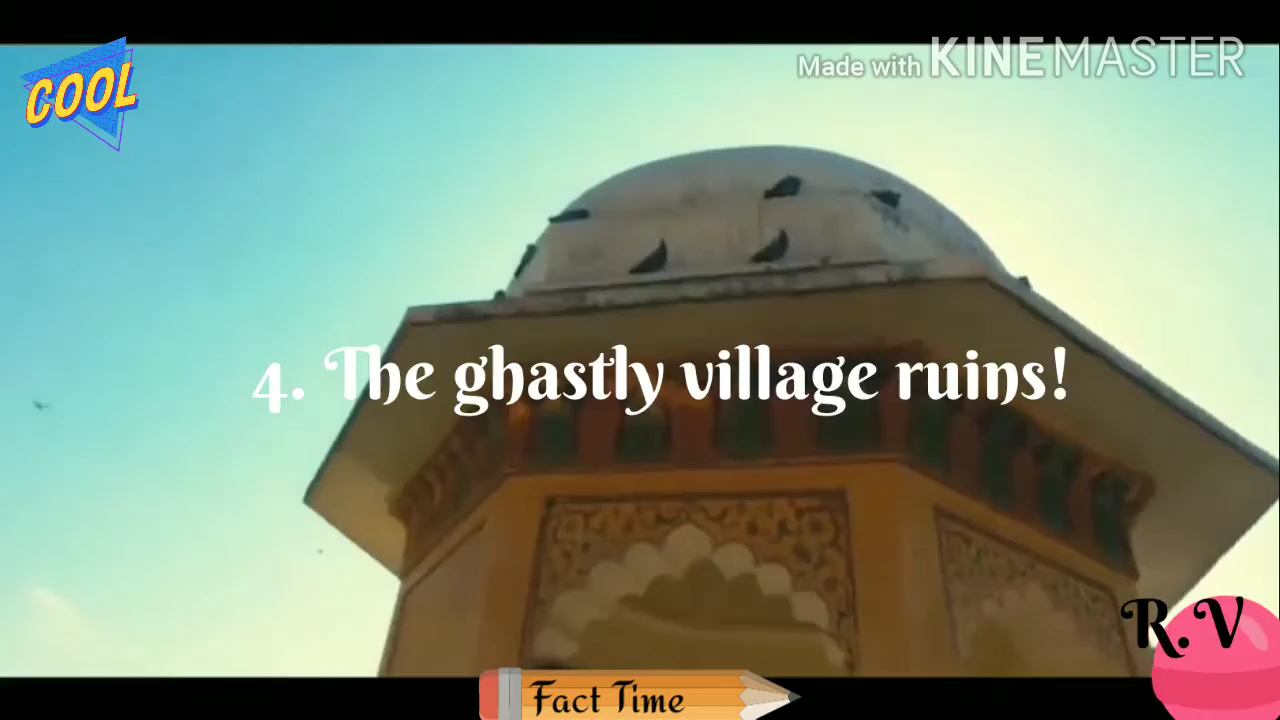 COOL
Made with KINEMASTER
4. The ghastly village ruins!
R.V
Fact Time